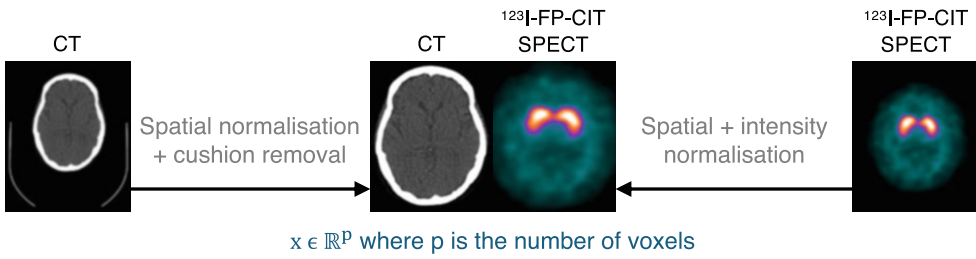 CT
Spatial normalisation
+ cushion removal
CT
¹²³I-FP-CIT
SPECT
Spatial + intensity
normalisation
¹²³I-FP-CIT
SPECT
x ϵ ℝᵖ where p is the number of voxels